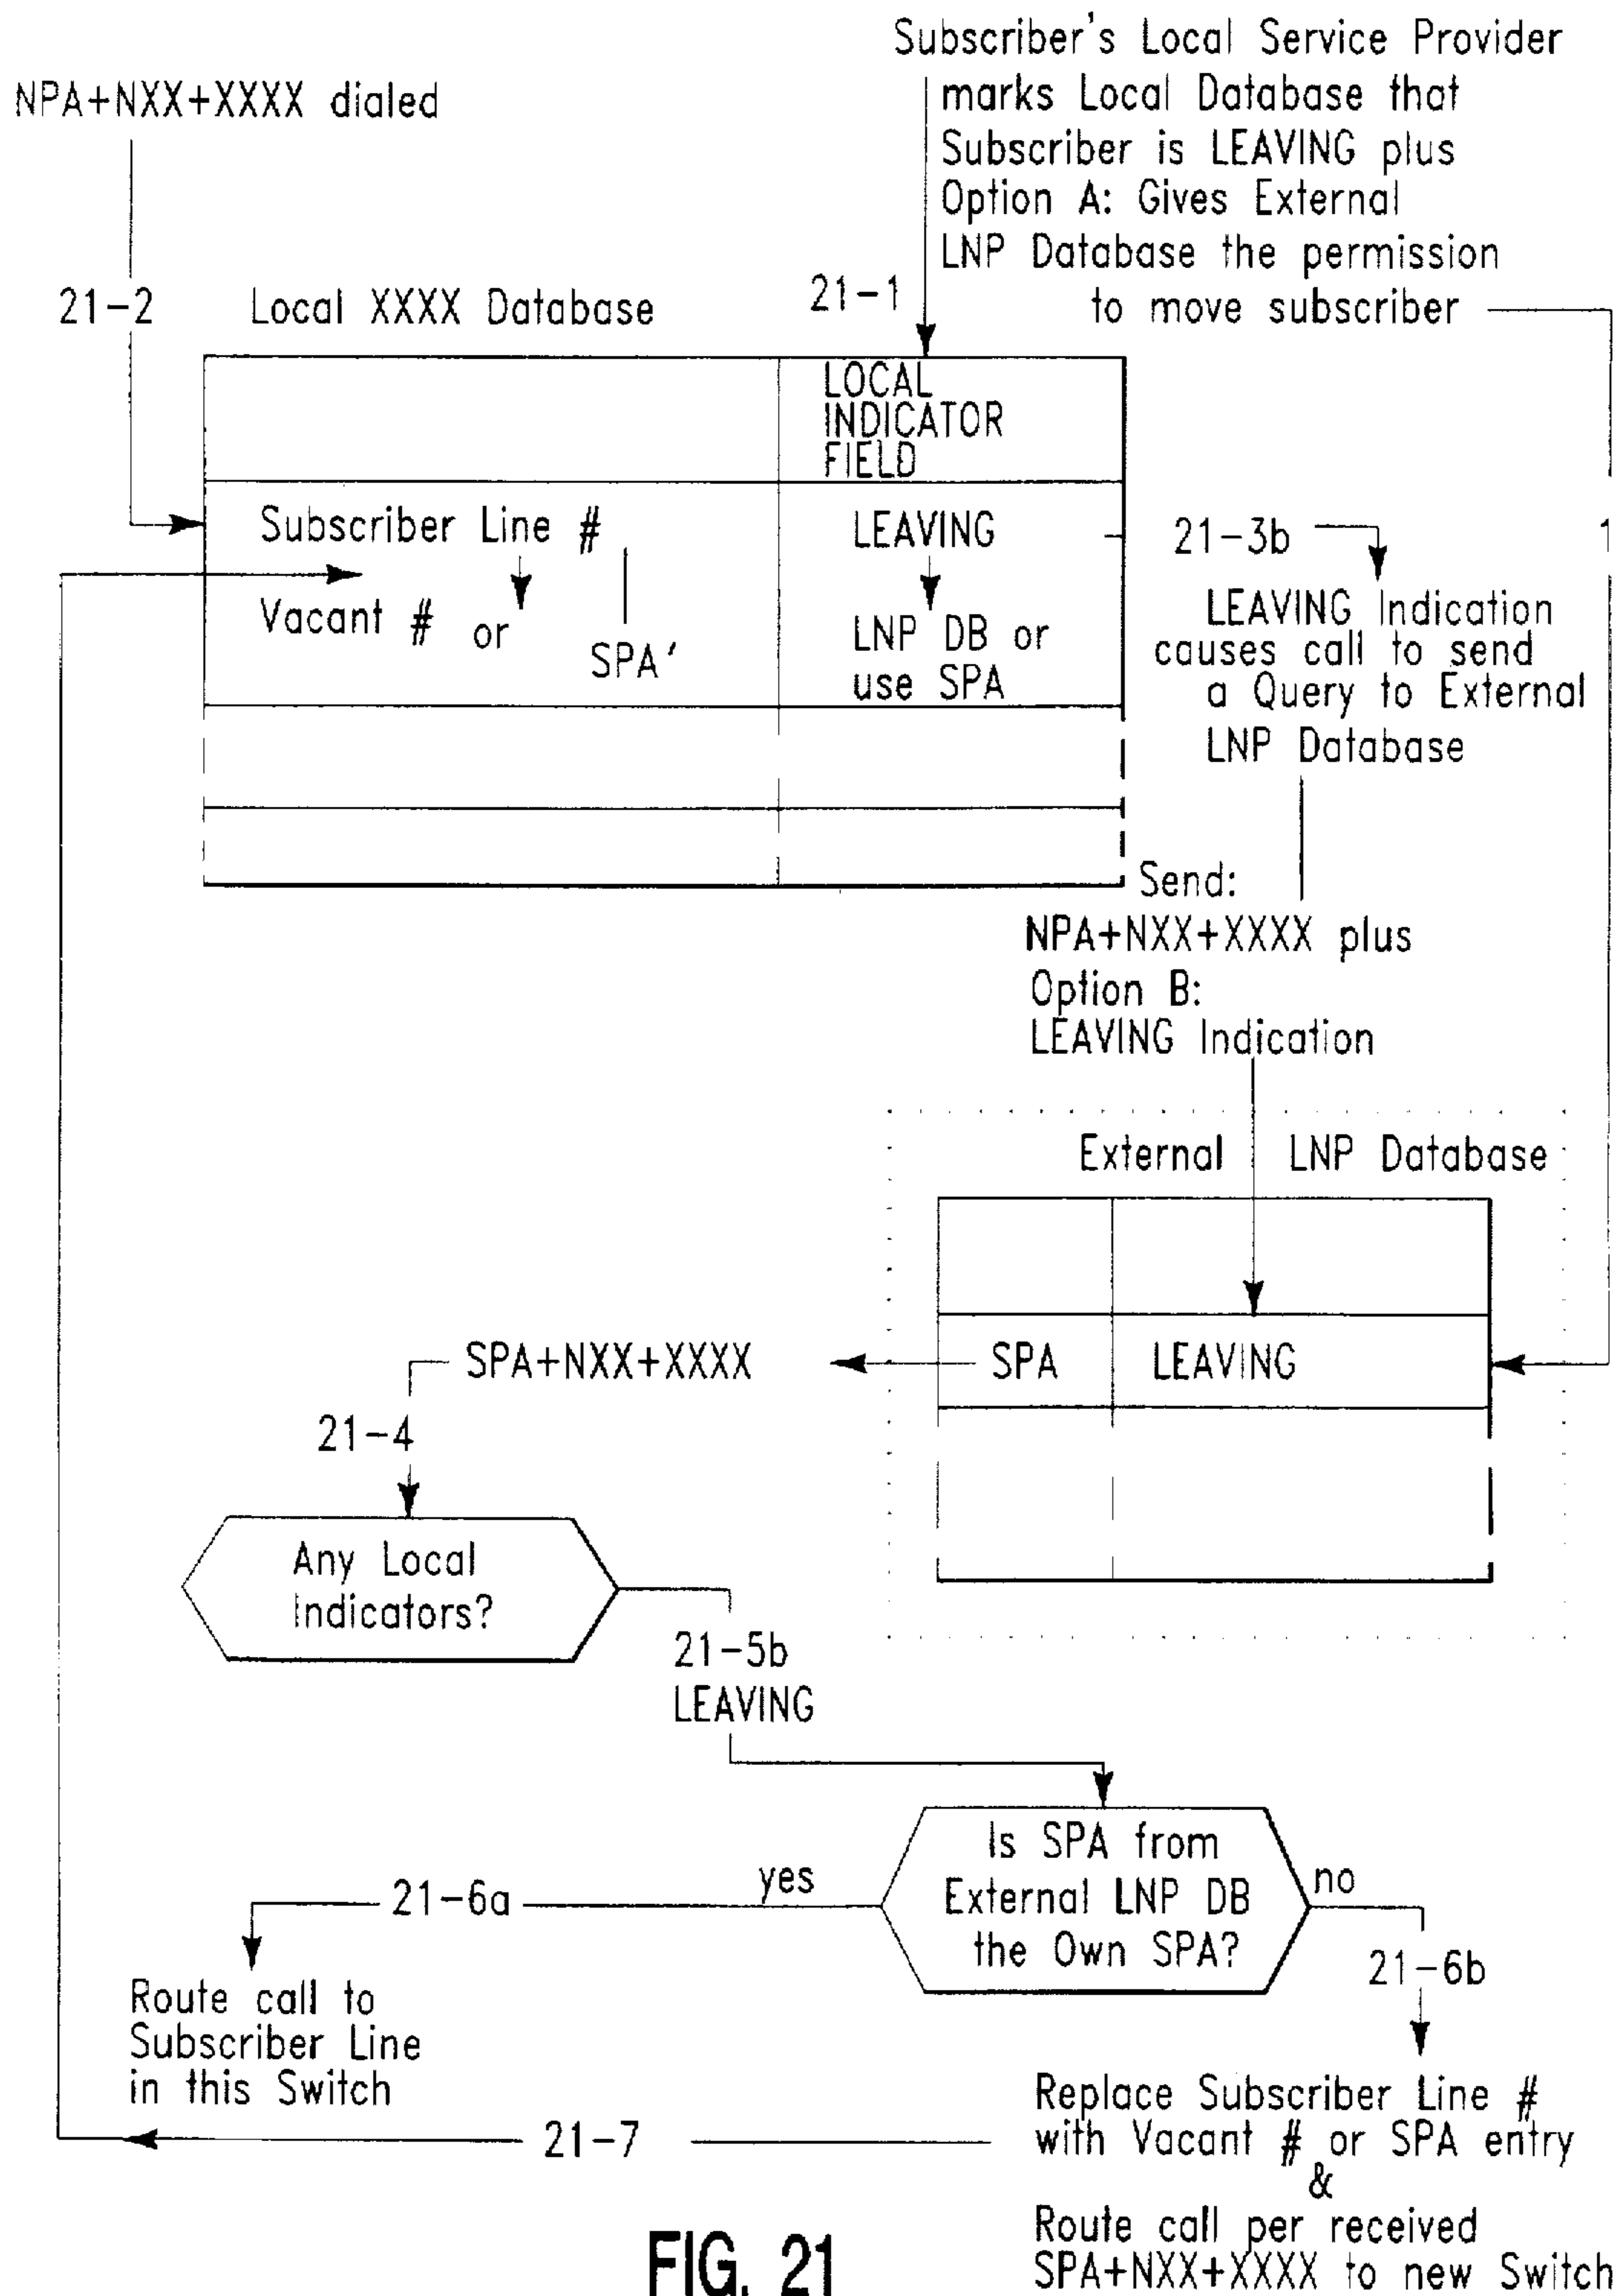 Subscriber's Local Service Provider
marks Local Database that
Subscriber is LEAVING plus
Option A: Gives External
LNP Database the permission
to move subscriber
NPA+NXX+XXXX dialed
21-2
Local XXXX Database
21-1
LOCAL
INDICATOR
FIELD
Subscriber Line #
LEAVING
Vacant # or
SPA'
LNP DB or
use SPA
21-3b
1
LEAVING Indication
causes call to send
a Query to External
LNP Database
Send:
NPA+NXX+XXXX plus
Option B:
LEAVING Indication
External LNP Database
SPA+NXX+XXXX
SPA
LEAVING
21-4
Any Local
Indicators?
21-5b
LEAVING
Is SPA from
External LNP DB
the Own SPA?
yes
no
21-6a
21-6b
Route call to
Subscriber Line
in this Switch
Replace Subscriber Line #
with Vacant # or SPA entry
&
Route call per received
SPA+NXX+XXXX to new Switch
21-7
FIG. 21